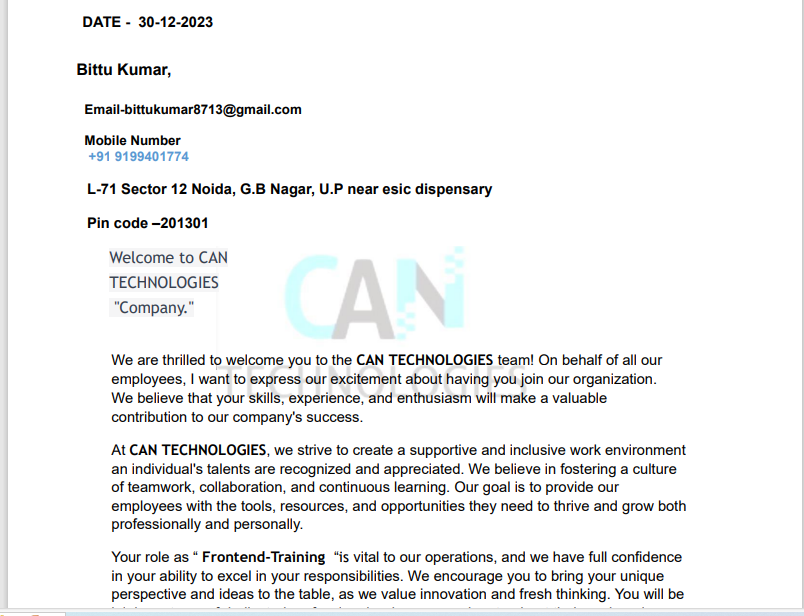 DATE - 30-12-2023
Bittu Kumar,
Email-bittukumar8713@gmail.com
Mobile Number
+91 9199401774
L-71 Sector 12 Noida, G.B Nagar, U.P near esic dispensary
Pin code –201301
Welcome to CAN
TECHNOLOGIES
"Company."
CAN
TECHNOLOGIES
We are thrilled to welcome you to the CAN TECHNOLOGIES team! On behalf of all our
employees, I want to express our excitement about having you join our organization.
We believe that your skills, experience, and enthusiasm will make a valuable
contribution to our company's success.
At CAN TECHNOLOGIES, we strive to create a supportive and inclusive work environment
an individual's talents are recognized and appreciated. We believe in fostering a culture
of teamwork, collaboration, and continuous learning. Our goal is to provide our
employees with the tools, resources, and opportunities they need to thrive and grow both
professionally and personally.
Your role as “ Frontend-Training “is vital to our operations, and we have full confidence
in your ability to excel in your responsibilities. We encourage you to bring your unique
perspective and ideas to the table, as we value innovation and fresh thinking. You will be